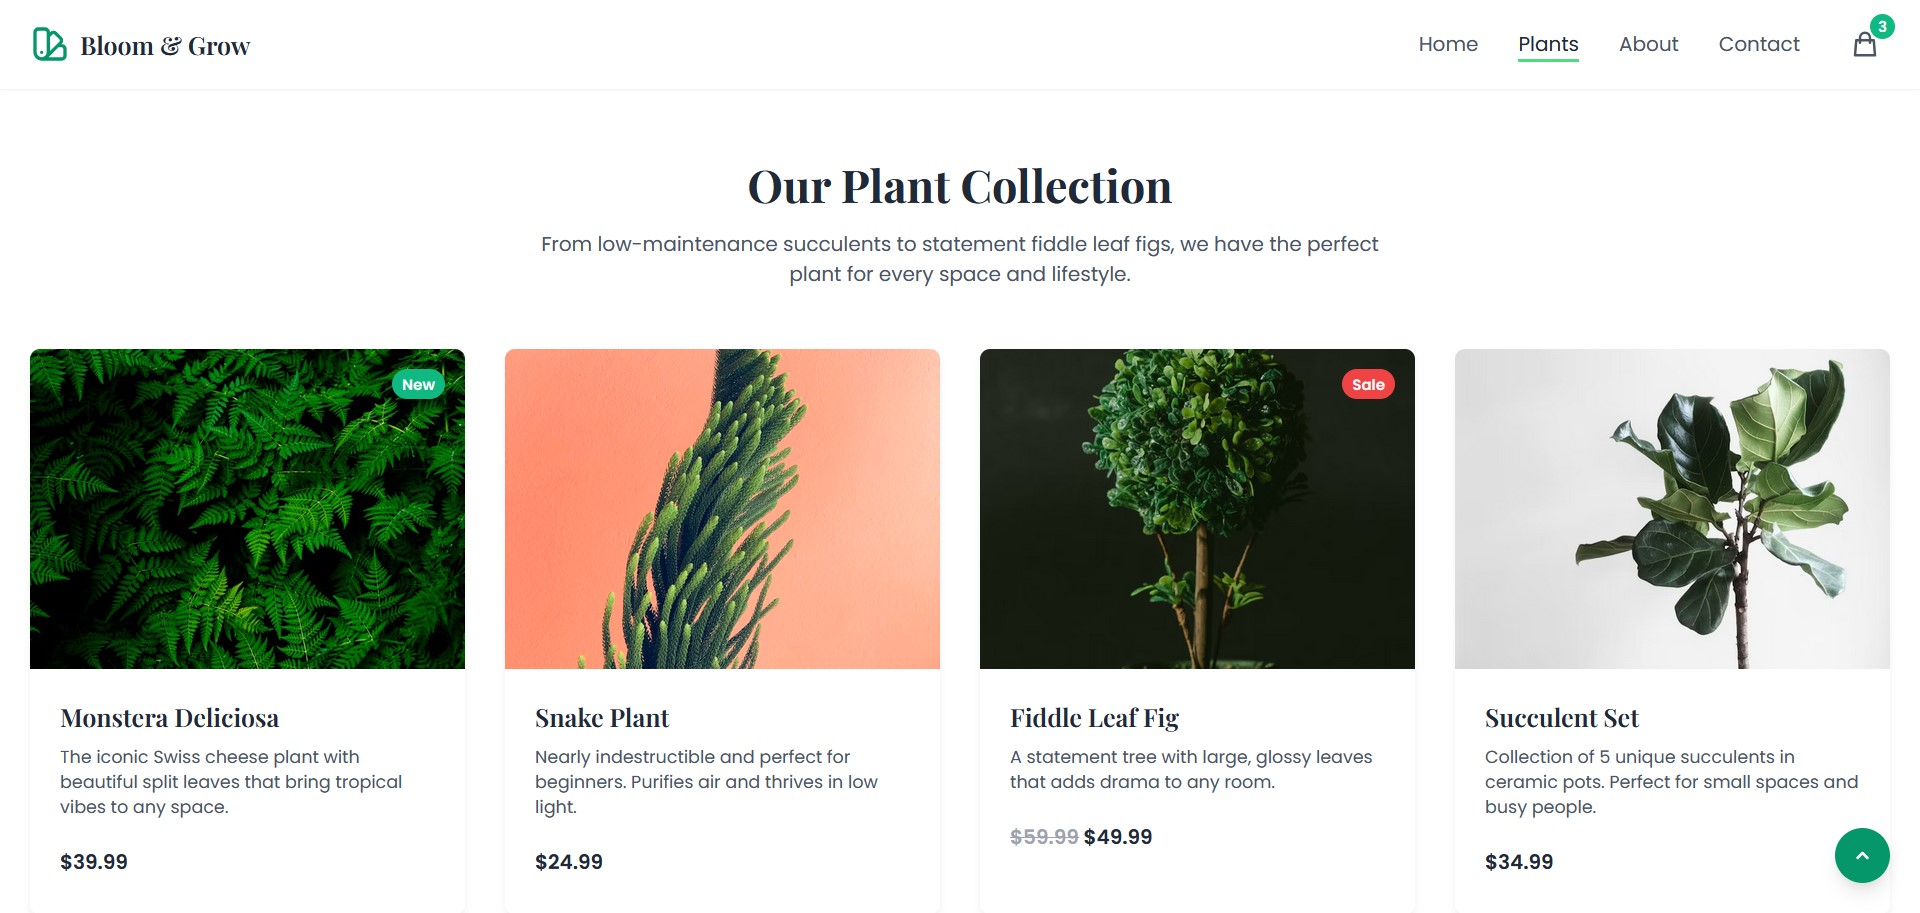 Bloom & Grow
Home
Plants
About
Contact
3
Our Plant Collection
From low-maintenance succulents to statement fiddle leaf figs, we have the perfect
plant for every space and lifestyle.
New
Sale
Monstera Deliciosa
The iconic Swiss cheese plant with
beautiful split leaves that bring tropical
vibes to any space.
$39.99
Snake Plant
Nearly indestructible and perfect for
beginners. Purifies air and thrives in low
light.
$24.99
Fiddle Leaf Fig
A statement tree with large, glossy leaves
that adds drama to any room.
$59.99 $49.99
Succulent Set
Collection of 5 unique succulents in
ceramic pots. Perfect for small spaces and
busy people.
$34.99